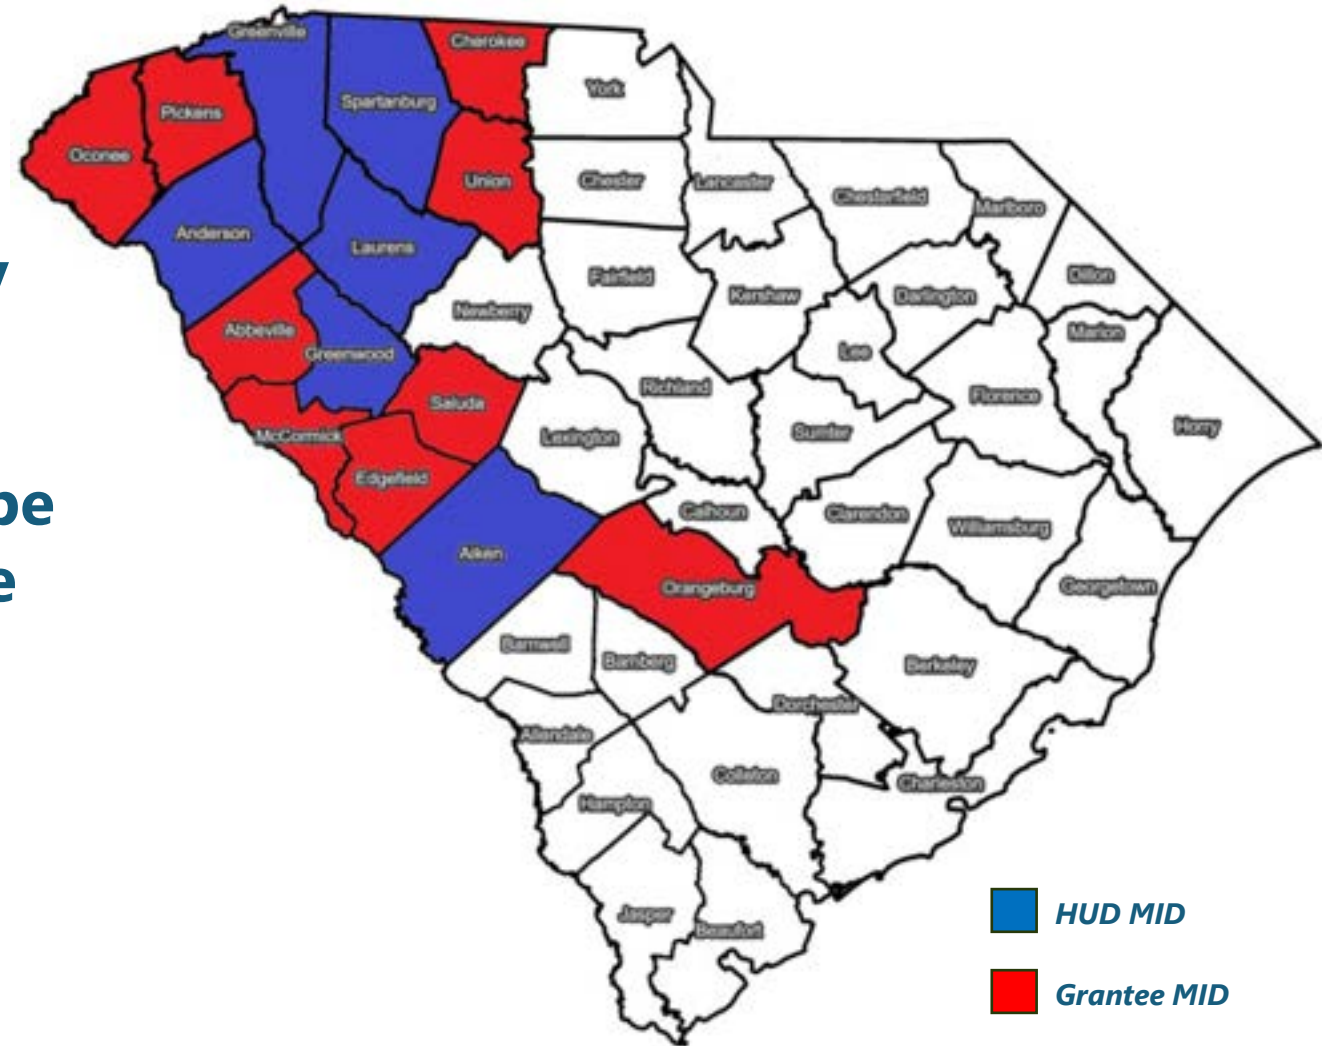 Greenville
Cherokee
York
Spartanburg
Pickens
Oconee
Union
Chester
Lancaster
Chesterfield
Marlboro
Anderson
Laurens
y
Fairfield
Kershaw
Darlington
Dillon
Newberry
Abbeville
Marion
Greenwood
Lee
Richland
Florence
Saluda
McCormick
Lexington
Sumter
Horry
Edgefield
be
Calhoun
Clarendon
Williamsburg
Aiken
e
Orangeburg
Georgetown
Barnwell
Bamberg
Berkeley
Dorchester
Allendale
Colleton
Charleston
Hampton
Jasper
Beaufort
HUD MID
Grantee MID